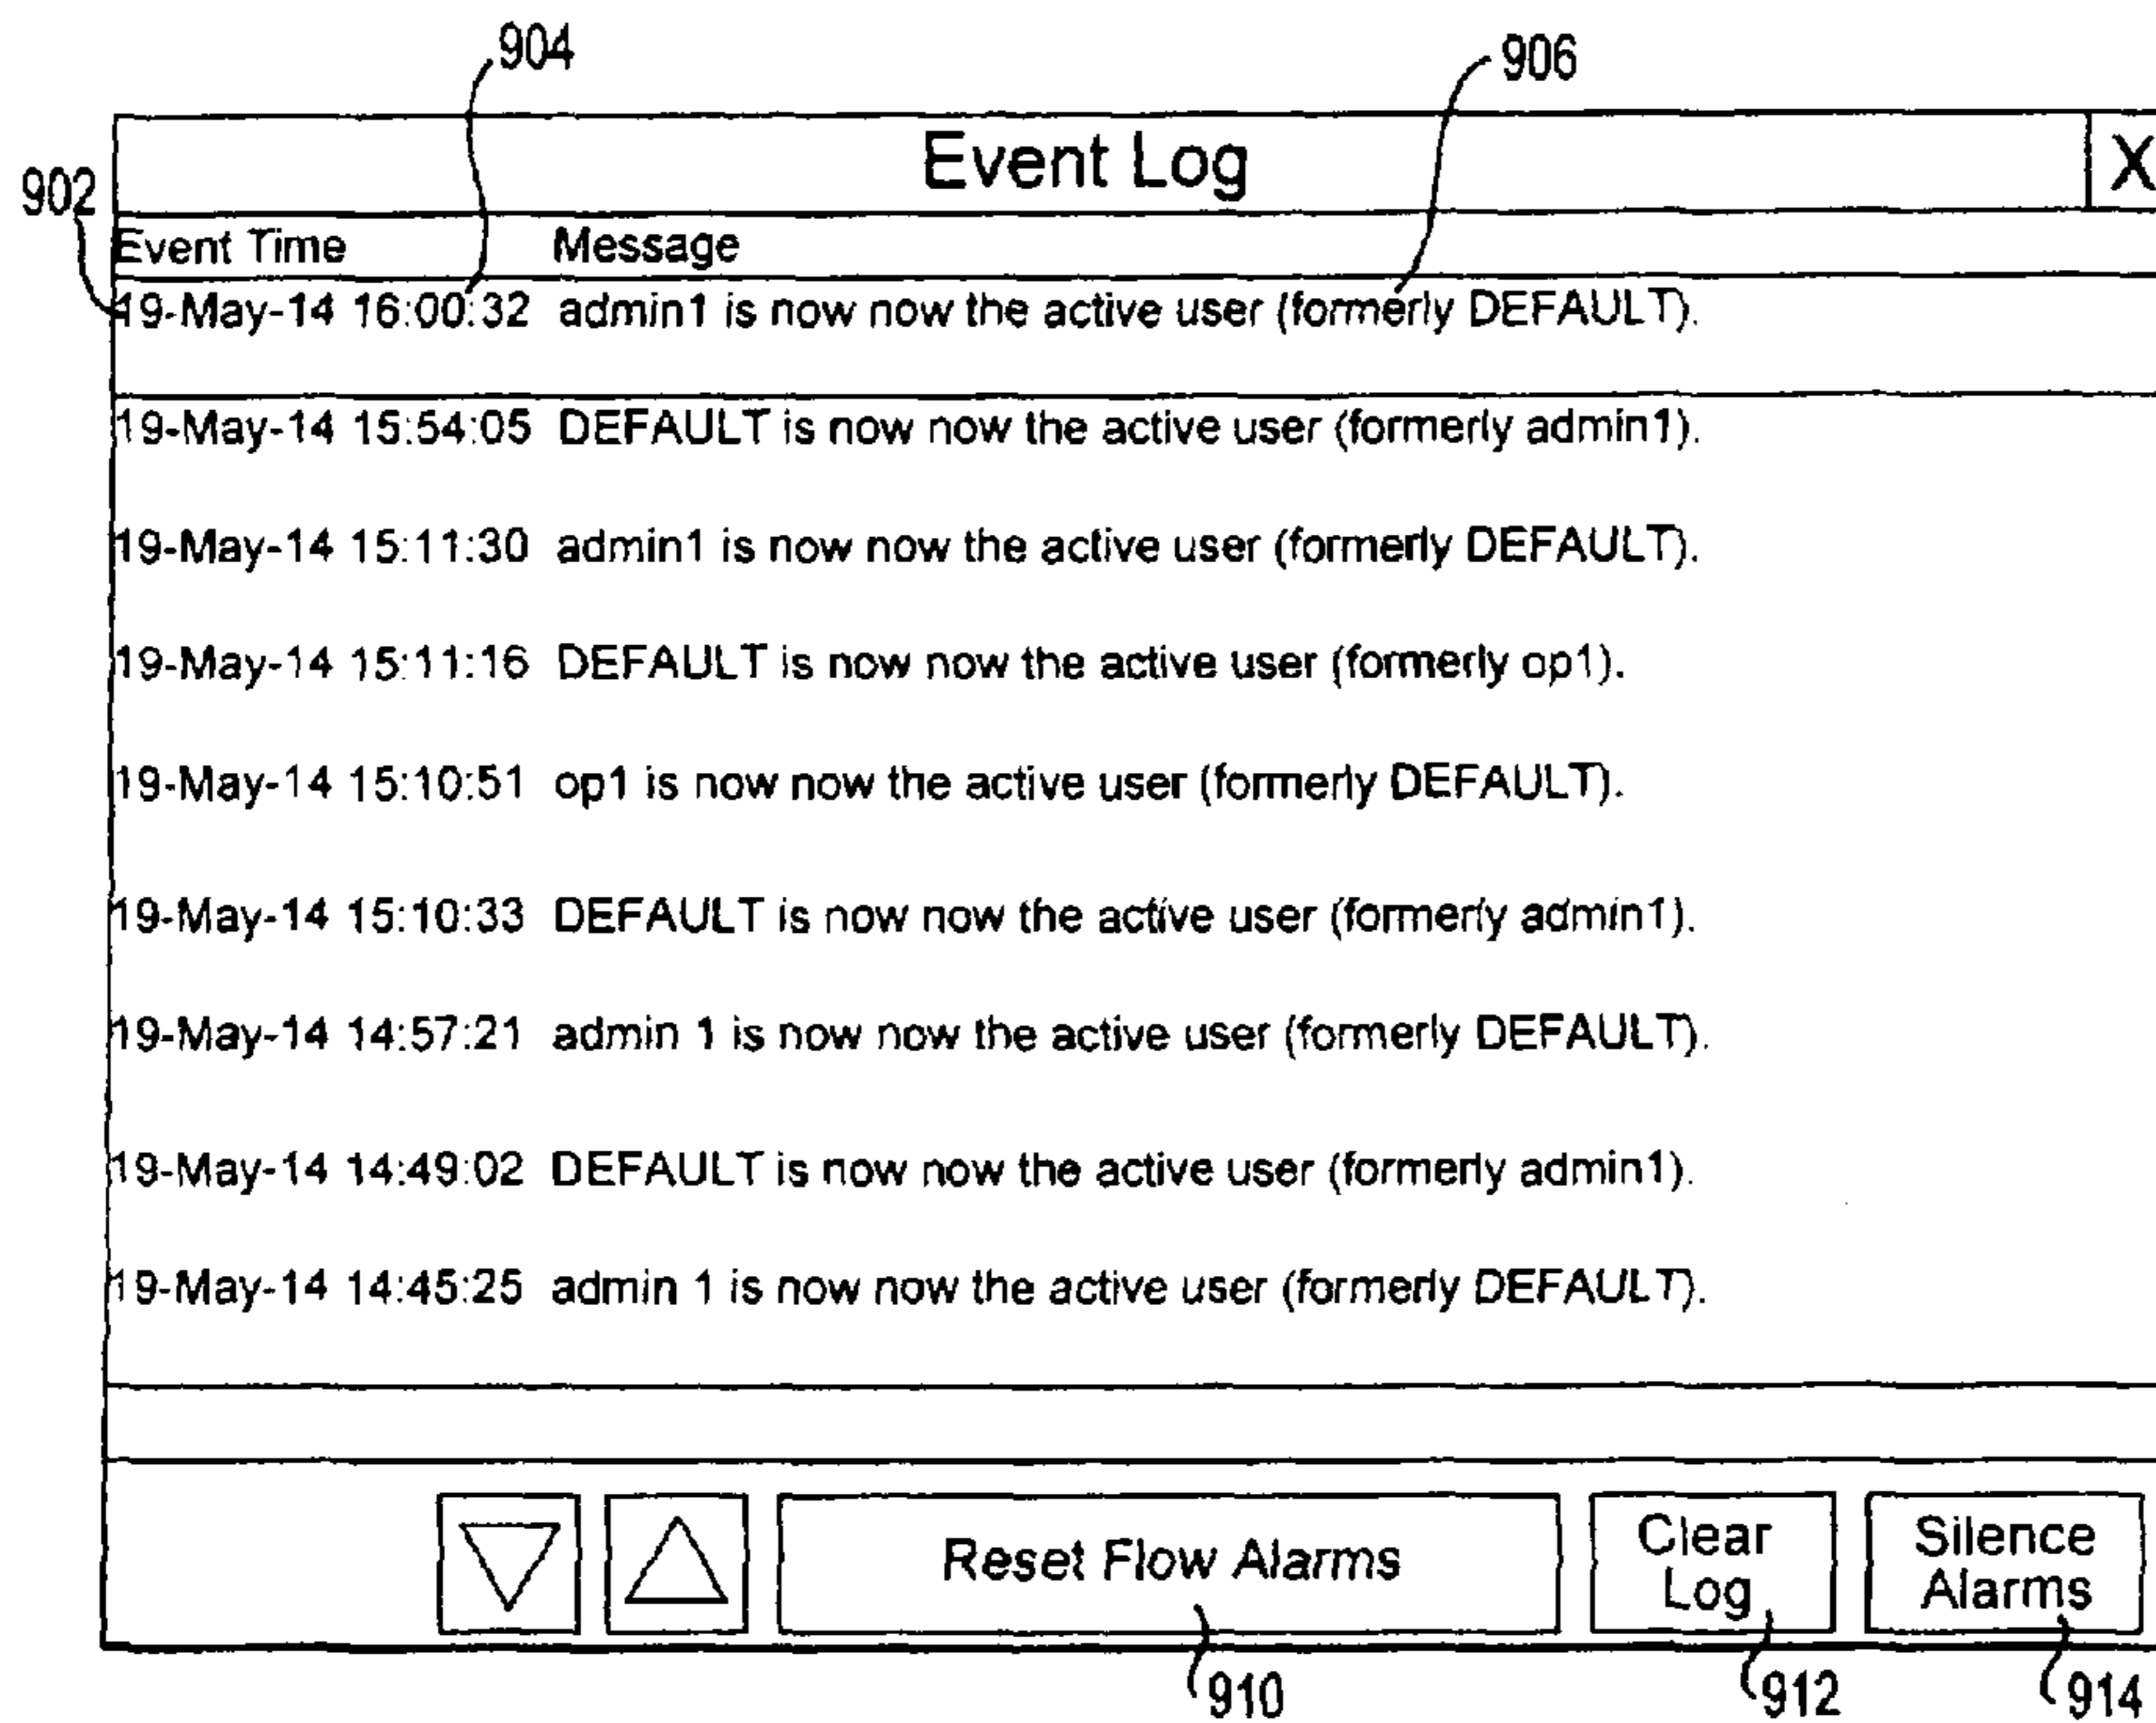 904
906
Event Log X
902
Event Time Message
19-May-14 16:00:32 admin1 is now now the active user (formerly DEFAULT).
19-May-14 15:54:05 DEFAULT is now now the active user (formerly admin1).
19-May-14 15:11:30 admin1 is now now the active user (formerly DEFAULT).
19-May-14 15:11:16 DEFAULT is now now the active user (formerly op1).
19-May-14 15:10:51 op1 is now now the active user (formerly DEFAULT).
19-May-14 15:10:33 DEFAULT is now now the active user (formerly admin1).
19-May-14 14:57:21 admin 1 is now now the active user (formerly DEFAULT).
19-May-14 14:49:02 DEFAULT is now now the active user (formerly admin1).
19-May-14 14:45:25 admin 1 is now now the active user (formerly DEFAULT).
Reset Flow Alarms
Clear
Log
Silence
Alarms
910
912
914